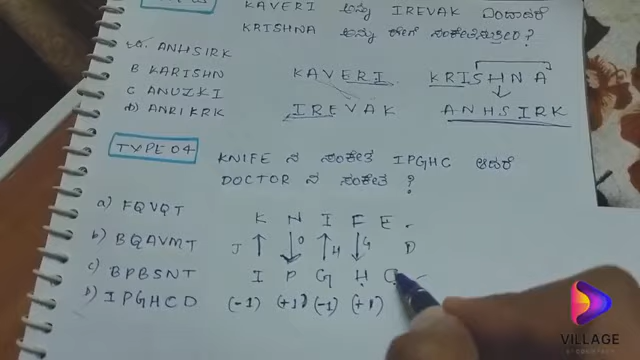 KAVERI ಅನ್ನು IREVAK ಎಂದಾದರೆ
KRISHNA ಅನ್ನು ಹೇಗೆ ಸಂಕೇತಿಸುತ್ತೀರಿ?
a. ANHSIRK
B KARISHN KAVERI KRISHNA
C ANUIKI
d) ANRIKRK IREVAK ANHSIRK
TYPE 04 KNIFE ನ ಸಂಕೇತ IPGHC ಆದರೆ
DOCTOR ನ ಸಂಕೇತ ?
a) FQVQT K N I F E .
b) BQAVMT J O H G D
c) BPBSNT I P G H C
D) IPGHCD (-1) (+1) (-1) (+1)
VILLAGE